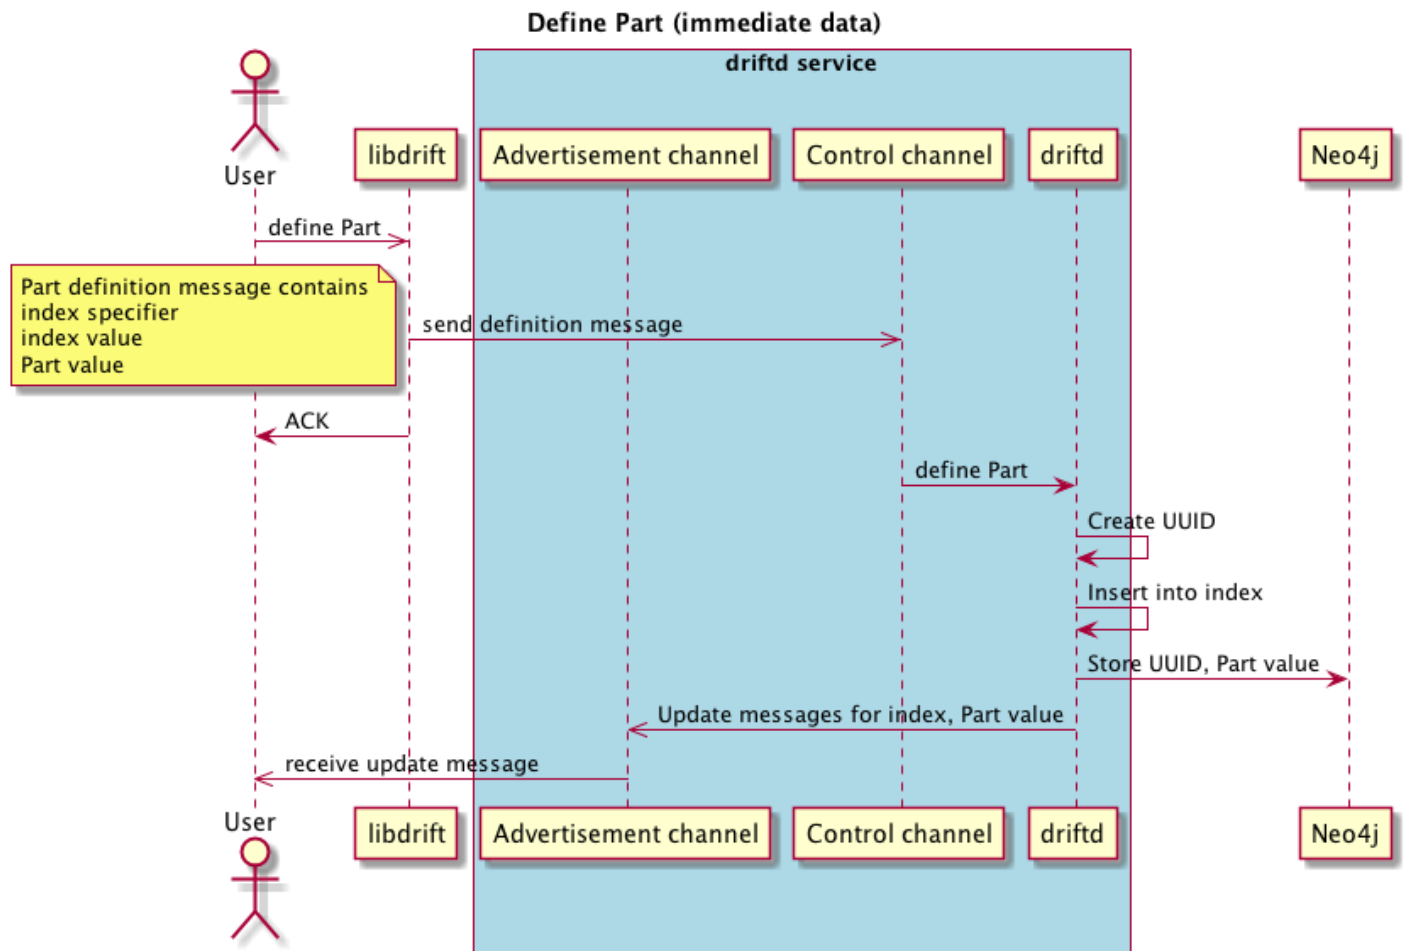 Define Part (immediate data)
driftd service
User
libdrift
Advertisement channel
Control channel
driftd
Neo4j
define Part
Part definition message contains
index specifier
index value
Part value
send definition message
ACK
define Part
Create UUID
Insert into index
Store UUID, Part value
Update messages for index, Part value
receive update message
User
libdrift
Advertisement channel
Control channel
driftd
Neo4j